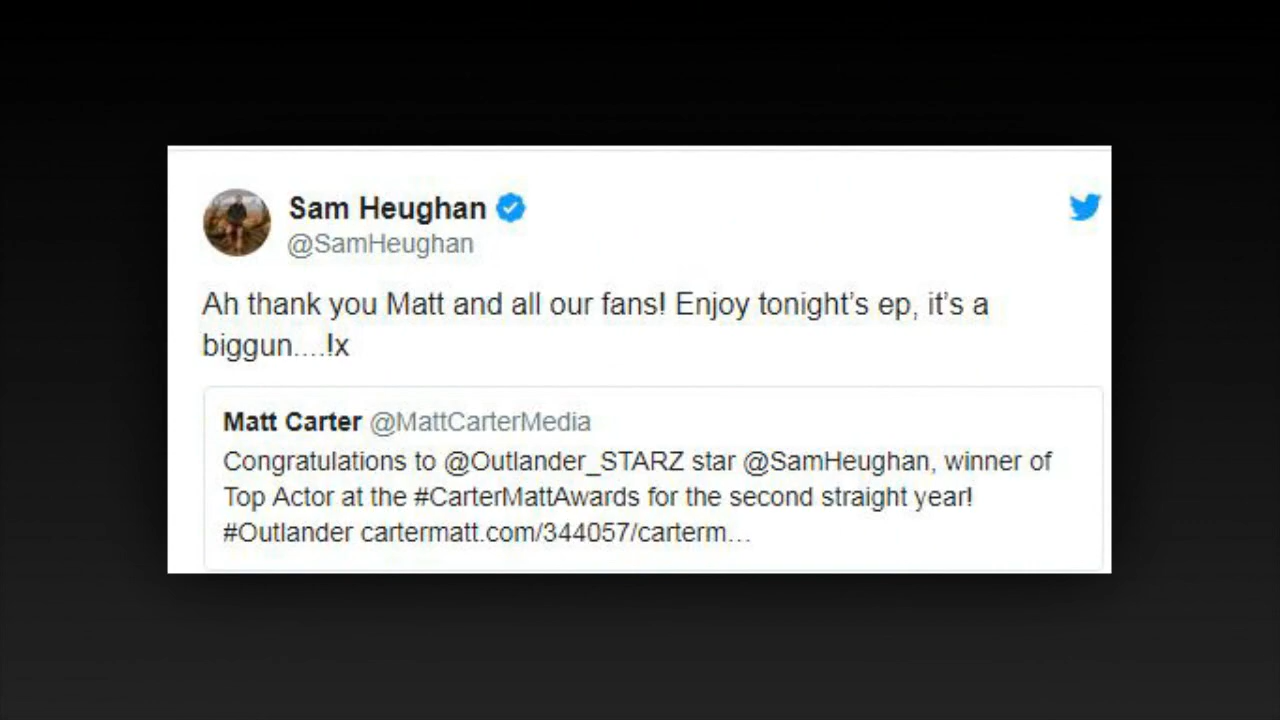 Sam Heughan
@SamHeughan
Ah thank you Matt and all our fans! Enjoy tonight’s ep, it’s a
biggun....!x
Matt Carter @MattCarterMedia
Congratulations to @Outlander_STARZ star @SamHeughan, winner of
Top Actor at the #CarterMattAwards for the second straight year!
#Outlander cartermatt.com/344057/carterm…